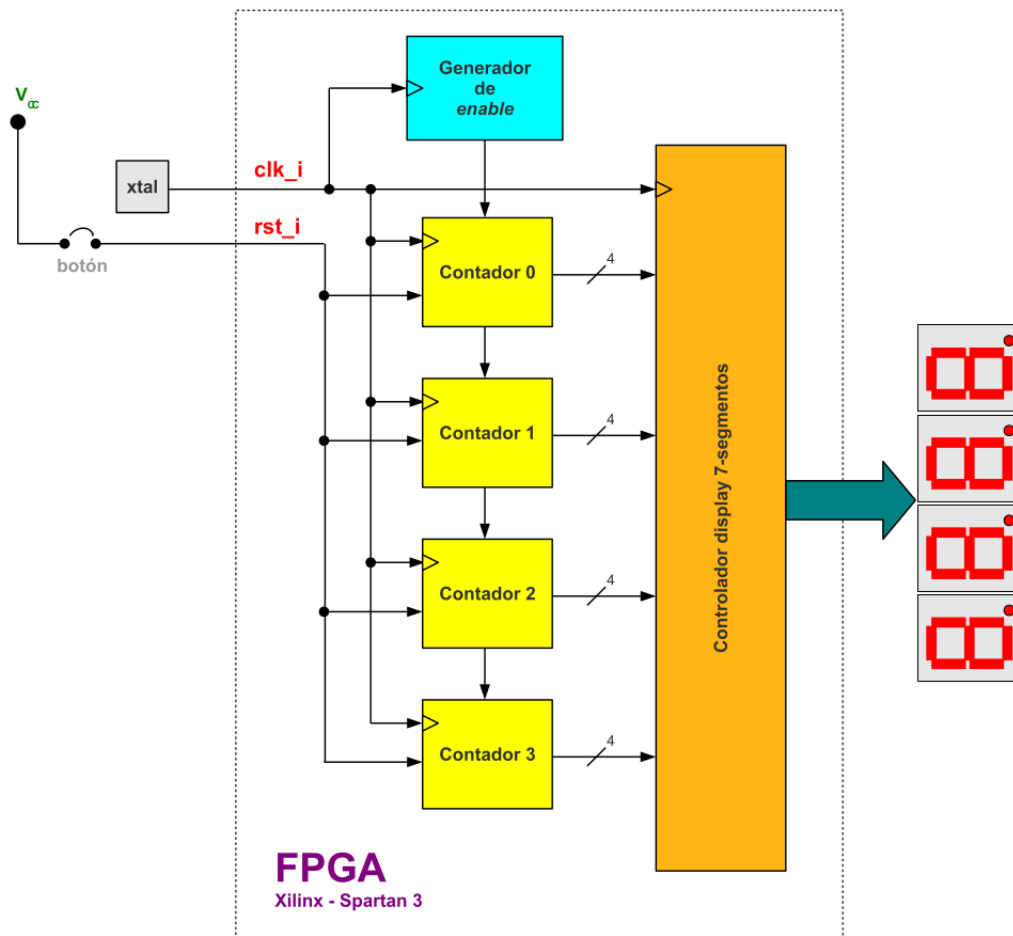 Generador
de
enable
Vcc
xtal
clk_i
rst_i
botón
Contador 0
4
Contador 1
4
Contador 2
4
Contador 3
4
Controlador display 7-segmentos
FPGA
Xilinx - Spartan 3